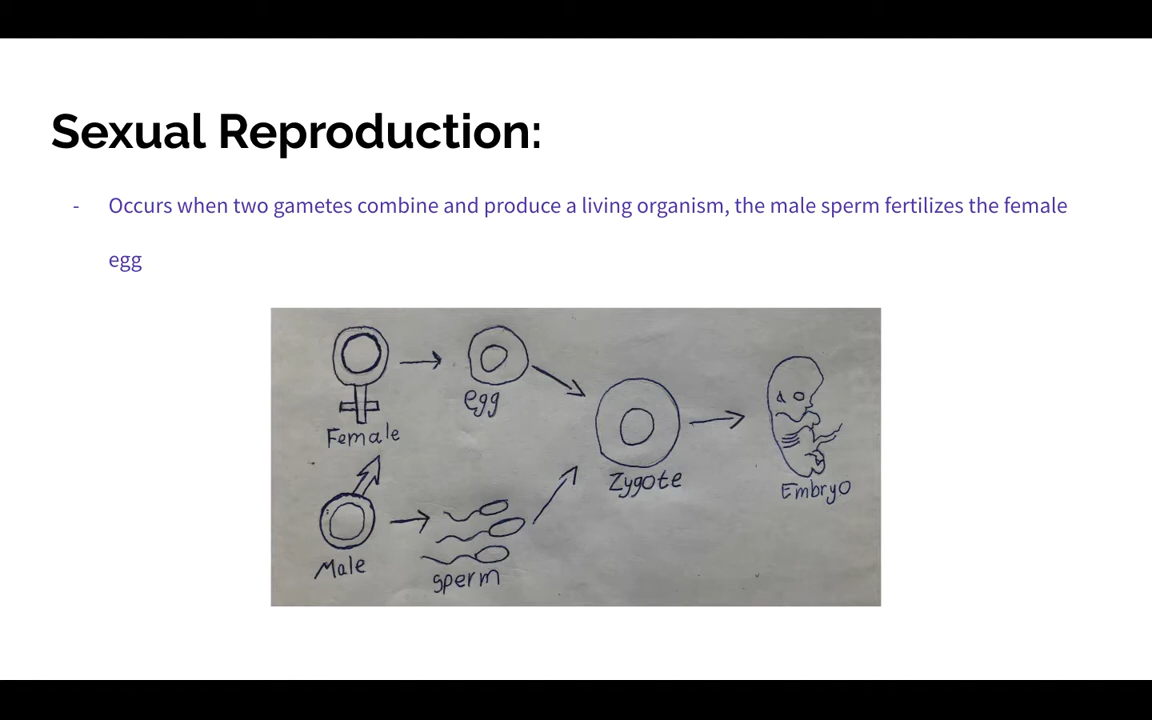 Sexual Reproduction:
- Occurs when two gametes combine and produce a living organism, the male sperm fertilizes the female
egg
egg
Female
Zygote
Embryo
Male
sperm